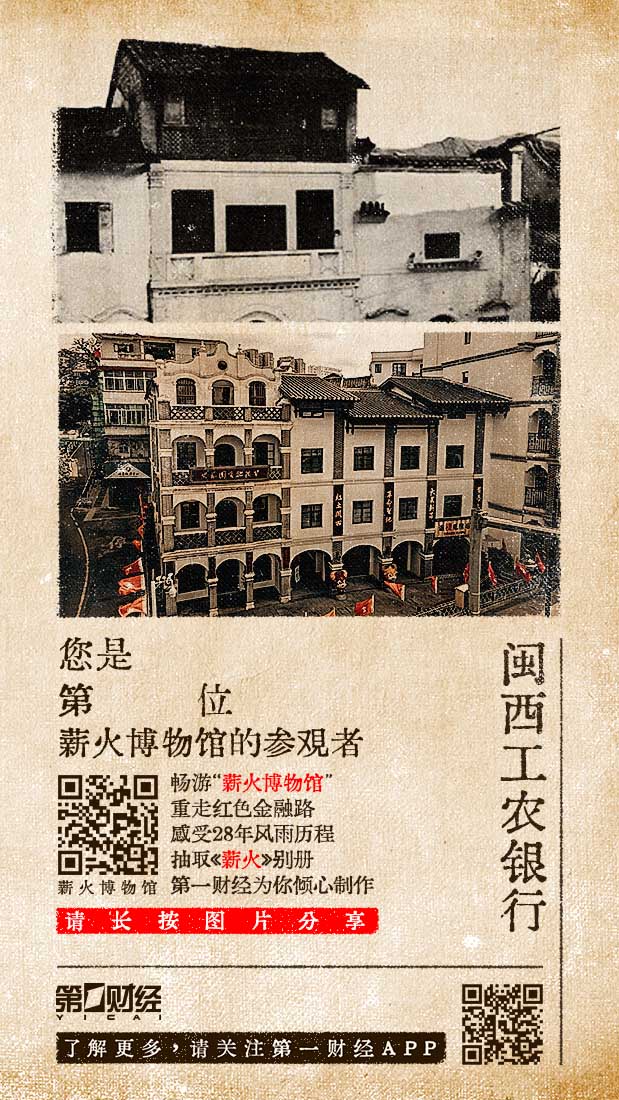 您是
第 位
薪火博物馆的参观者
畅游“薪火博物馆”
重走红色金融路
感受28年风雨历程
抽取《薪火》别册
第一财经为你倾心制作
薪火博物馆
请长按图片分享
闽西工农银行
第一财经
YICAI
了解更多，请关注第一财经APP